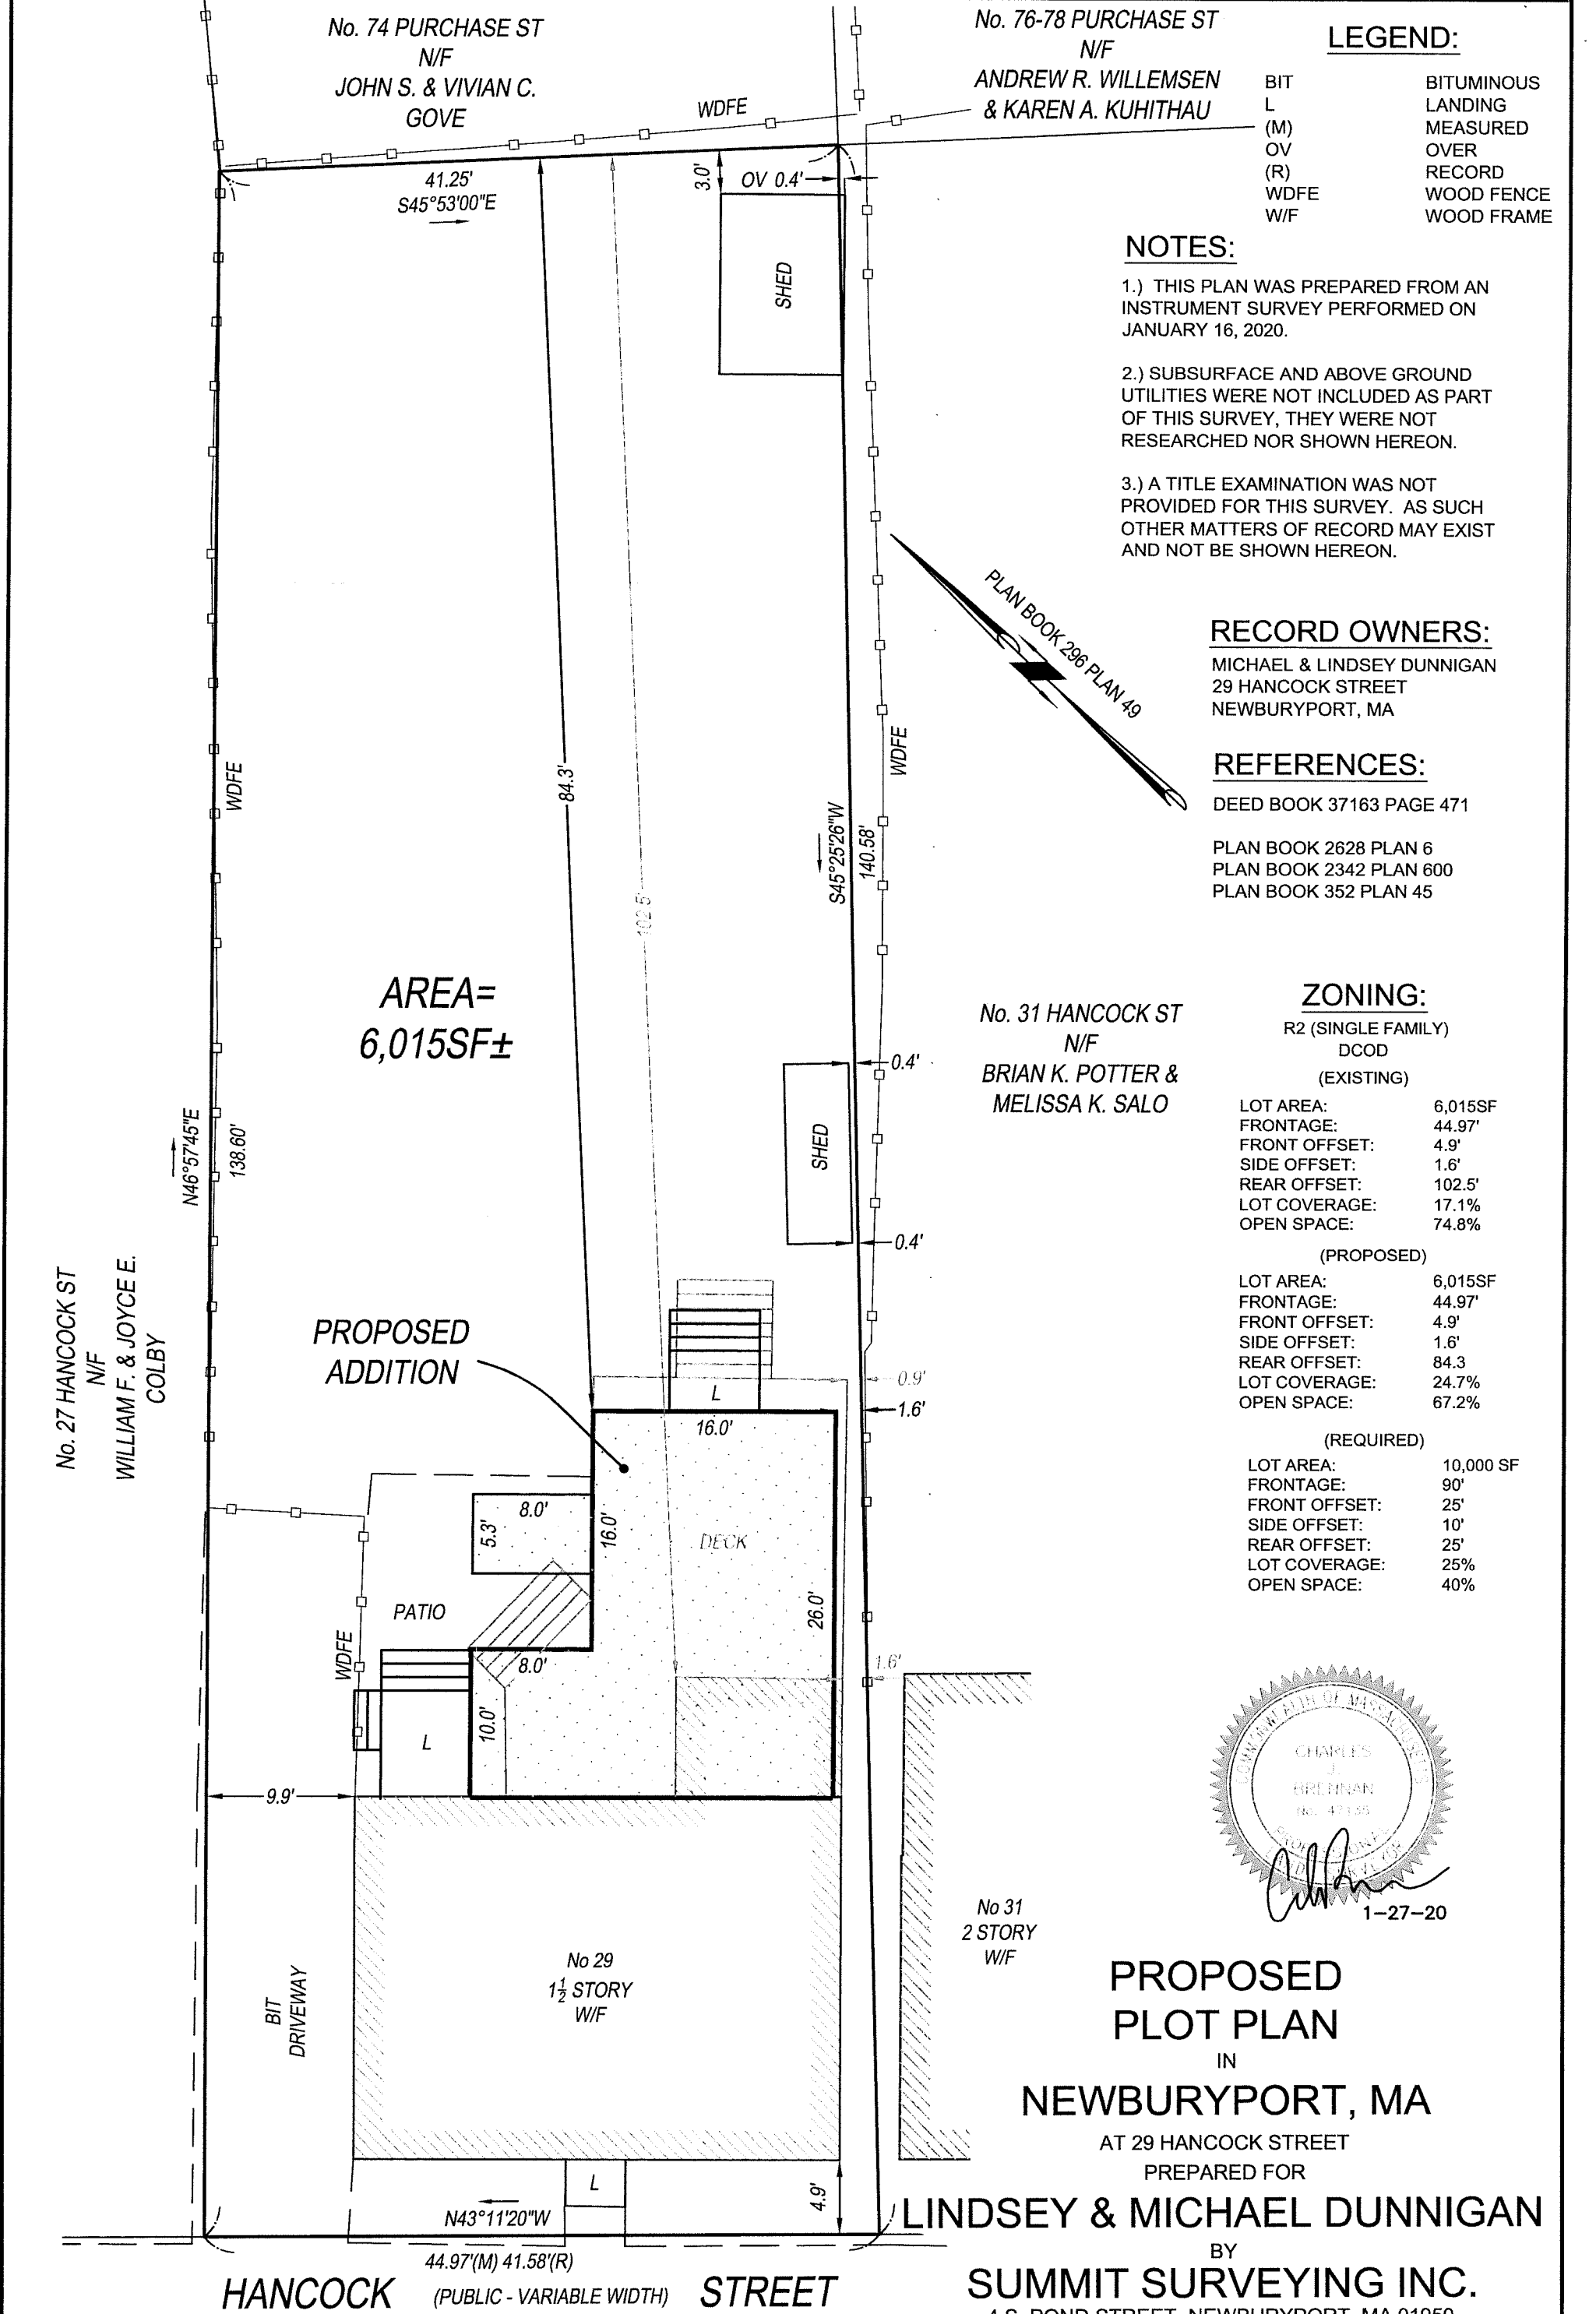 No. 74 PURCHASE ST
N/F
JOHN S. & VIVIAN C.
GOVE
No. 76-78 PURCHASE ST
N/F
ANDREW R. WILLEMSEN
& KAREN A. KUHITHAU
LEGEND:
BIT BITUMINOUS
L LANDING
(M) MEASURED
OV OVER
(R) RECORD
WDFE WOOD FENCE
W/F WOOD FRAME
WDFE
41.25'
S45°53'00"E
3.0'
OV 0.4'
SHED
NOTES:
1.) THIS PLAN WAS PREPARED FROM AN
INSTRUMENT SURVEY PERFORMED ON
JANUARY 16, 2020.
2.) SUBSURFACE AND ABOVE GROUND
UTILITIES WERE NOT INCLUDED AS PART
OF THIS SURVEY, THEY WERE NOT
RESEARCHED NOR SHOWN HEREON.
3.) A TITLE EXAMINATION WAS NOT
PROVIDED FOR THIS SURVEY. AS SUCH
OTHER MATTERS OF RECORD MAY EXIST
AND NOT BE SHOWN HEREON.
PLAN BOOK 296 PLAN 49
RECORD OWNERS:
MICHAEL & LINDSEY DUNNIGAN
29 HANCOCK STREET
NEWBURYPORT, MA
REFERENCES:
DEED BOOK 37163 PAGE 471
PLAN BOOK 2628 PLAN 6
PLAN BOOK 2342 PLAN 600
PLAN BOOK 352 PLAN 45
WDFE
84.3'
102.5'
WDFE
S45°25'26"W
140.58'
AREA=
6,015SF±
No. 31 HANCOCK ST
N/F
BRIAN K. POTTER &
MELISSA K. SALO
0.4'
SHED
0.4'
N46°57'45"E
138.60'
No. 27 HANCOCK ST
N/F
WILLIAM F. & JOYCE E.
COLBY
ZONING:
R2 (SINGLE FAMILY)
DCOD
(EXISTING)
LOT AREA: 6,015SF
FRONTAGE: 44.97'
FRONT OFFSET: 4.9'
SIDE OFFSET: 1.6'
REAR OFFSET: 102.5'
LOT COVERAGE: 17.1%
OPEN SPACE: 74.8%
(PROPOSED)
LOT AREA: 6,015SF
FRONTAGE: 44.97'
FRONT OFFSET: 4.9'
SIDE OFFSET: 1.6'
REAR OFFSET: 84.3
LOT COVERAGE: 24.7%
OPEN SPACE: 67.2%
(REQUIRED)
LOT AREA: 10,000 SF
FRONTAGE: 90'
FRONT OFFSET: 25'
SIDE OFFSET: 10'
REAR OFFSET: 25'
LOT COVERAGE: 25%
OPEN SPACE: 40%
PROPOSED
ADDITION
L
0.9'
1.6'
16.0'
8.0'
5.3'
16.0'
DECK
26.0'
PATIO
WDFE
8.0'
10.0'
L
1.6'
9.9'
No 29
1 1/2 STORY
W/F
No 31
2 STORY
W/F
BIT
DRIVEWAY
L
4.9'
N43°11'20"W
44.97'(M) 41.58'(R)
HANCOCK (PUBLIC - VARIABLE WIDTH) STREET
COMMONWEALTH OF MASSACHUSETTS
CHARLES
J.
BRENNAN
PROFESSIONAL
1-27-20
PROPOSED
PLOT PLAN
IN
NEWBURYPORT, MA
AT 29 HANCOCK STREET
PREPARED FOR
LINDSEY & MICHAEL DUNNIGAN
BY
SUMMIT SURVEYING INC.
4 S. POND STREET, NEWBURYPORT, MA 01950